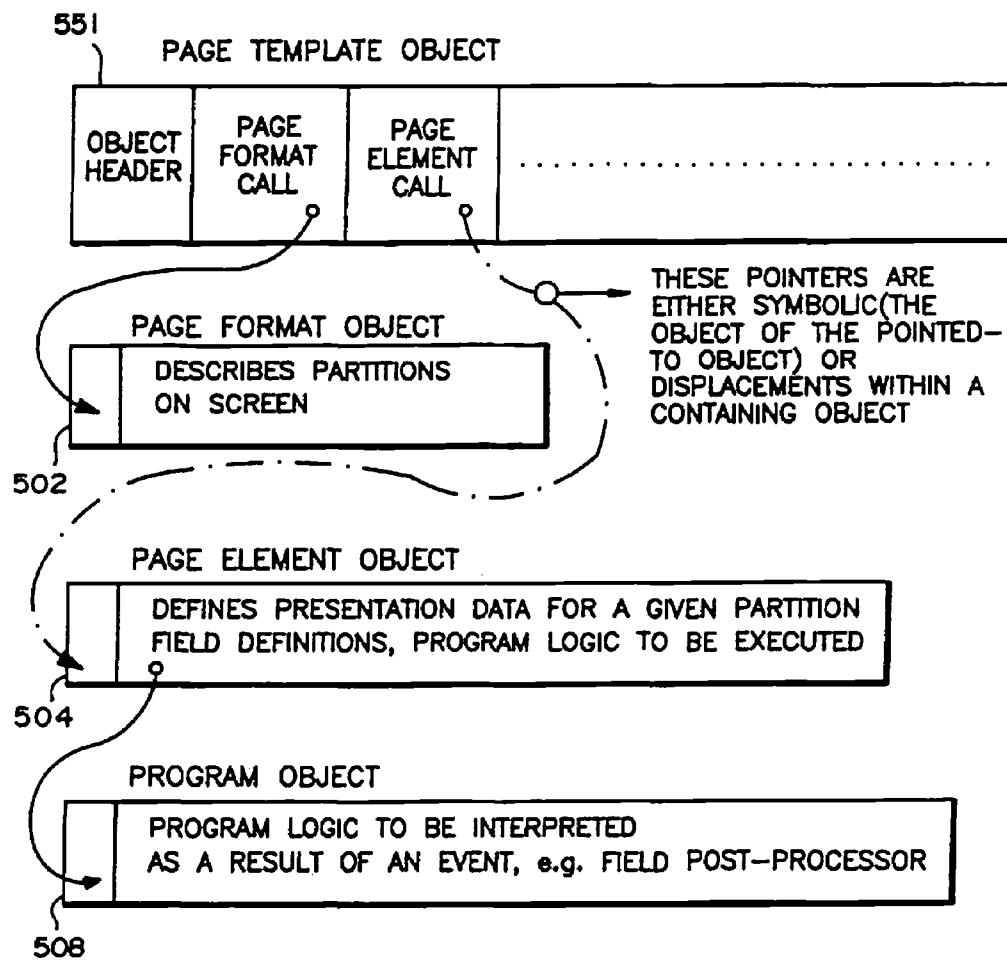 551
PAGE TEMPLATE OBJECT
OBJECT
HEADER
PAGE
FORMAT
CALL
PAGE
ELEMENT
CALL
. . . . . . . . . . . . . . . . . . . . . . . . . .
THESE POINTERS ARE
EITHER SYMBOLIC(THE
OBJECT OF THE POINTED-
TO OBJECT) OR
DISPLACEMENTS WITHIN A
CONTAINING OBJECT
PAGE FORMAT OBJECT
DESCRIBES PARTITIONS
ON SCREEN
502
PAGE ELEMENT OBJECT
DEFINES PRESENTATION DATA FOR A GIVEN PARTITION
FIELD DEFINITIONS, PROGRAM LOGIC TO BE EXECUTED
504
PROGRAM OBJECT
PROGRAM LOGIC TO BE INTERPRETED
AS A RESULT OF AN EVENT, e.g. FIELD POST-PROCESSOR
508